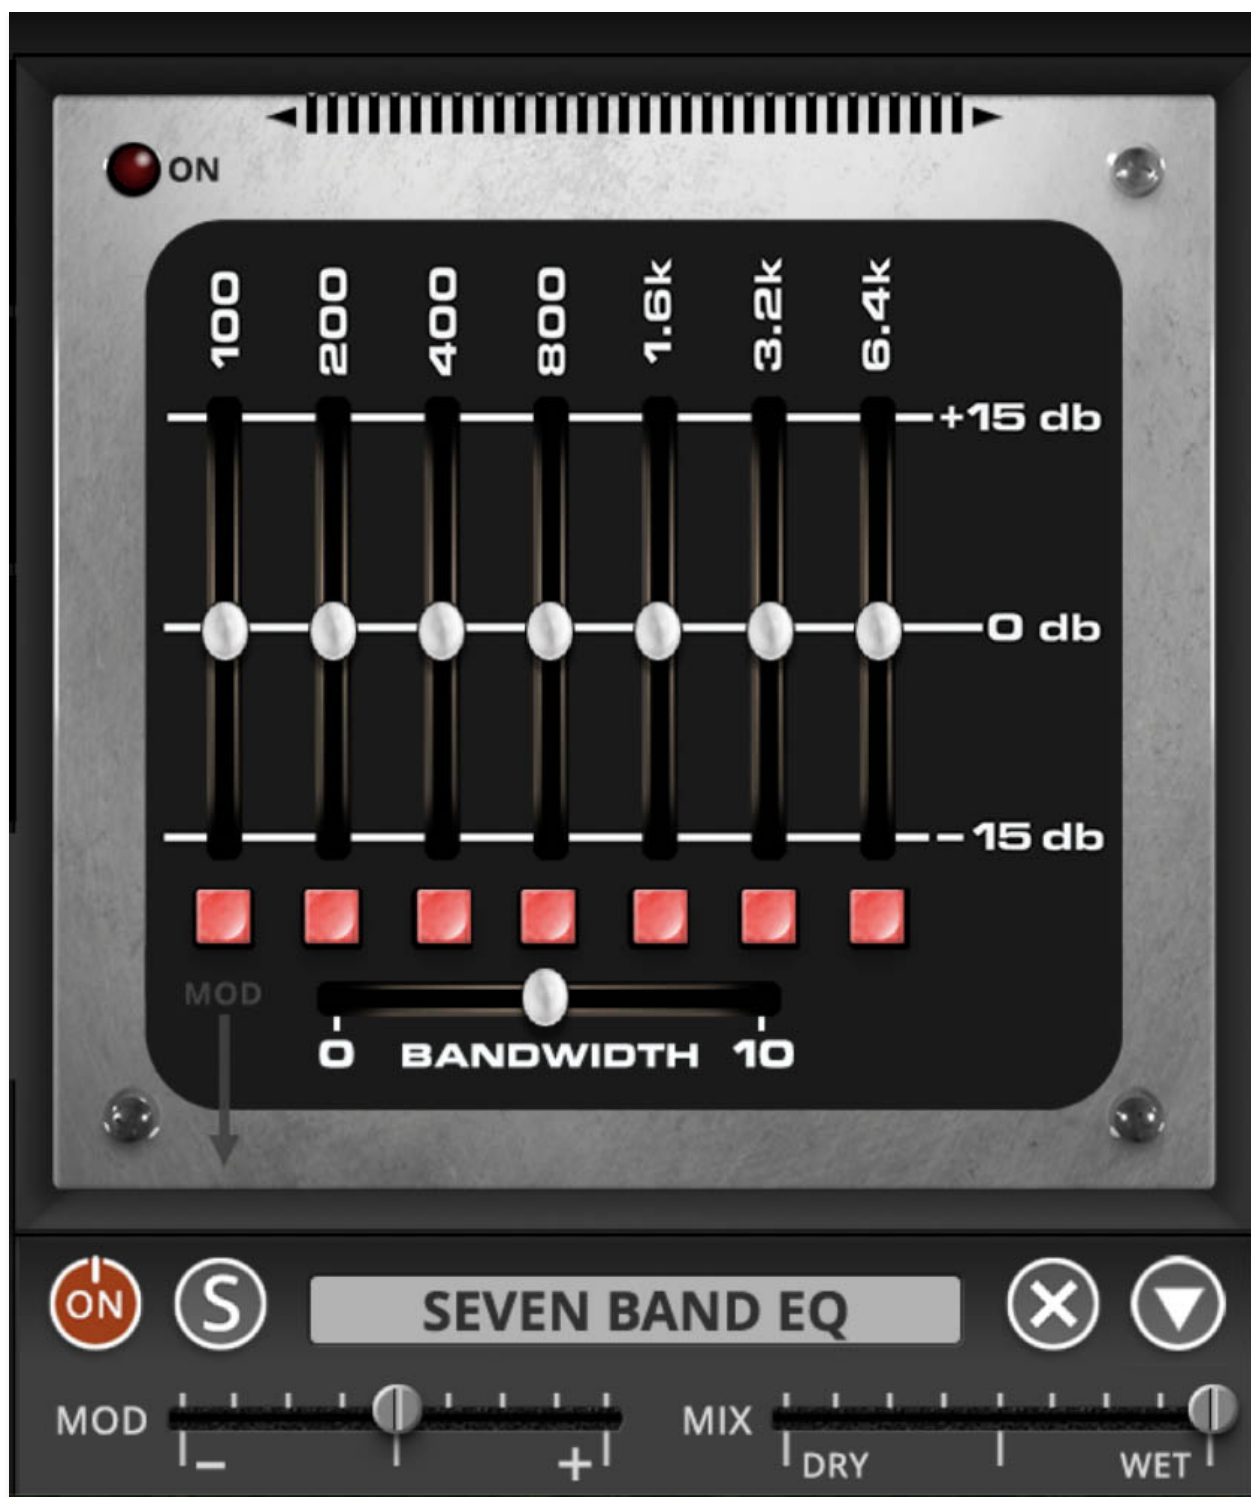 ON
100 200 400 800 1.6k 3.2k 6.4k
+15 db
0 db
-15 db
MOD
0 BANDWIDTH 10
ON S SEVEN BAND EQ
MOD MIX
- + DRY WET